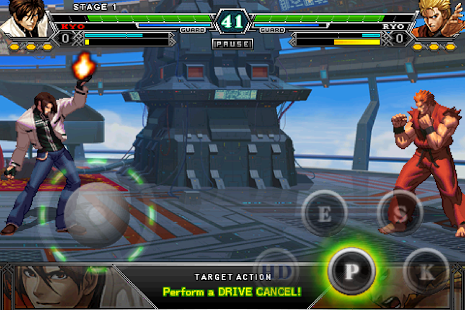 STAGE 1
41
KYO
GUARD
GUARD
RYO
0
PAUSE
0
E
S
D
P
K
TARGET ACTION
Perform a DRIVE CANCEL!